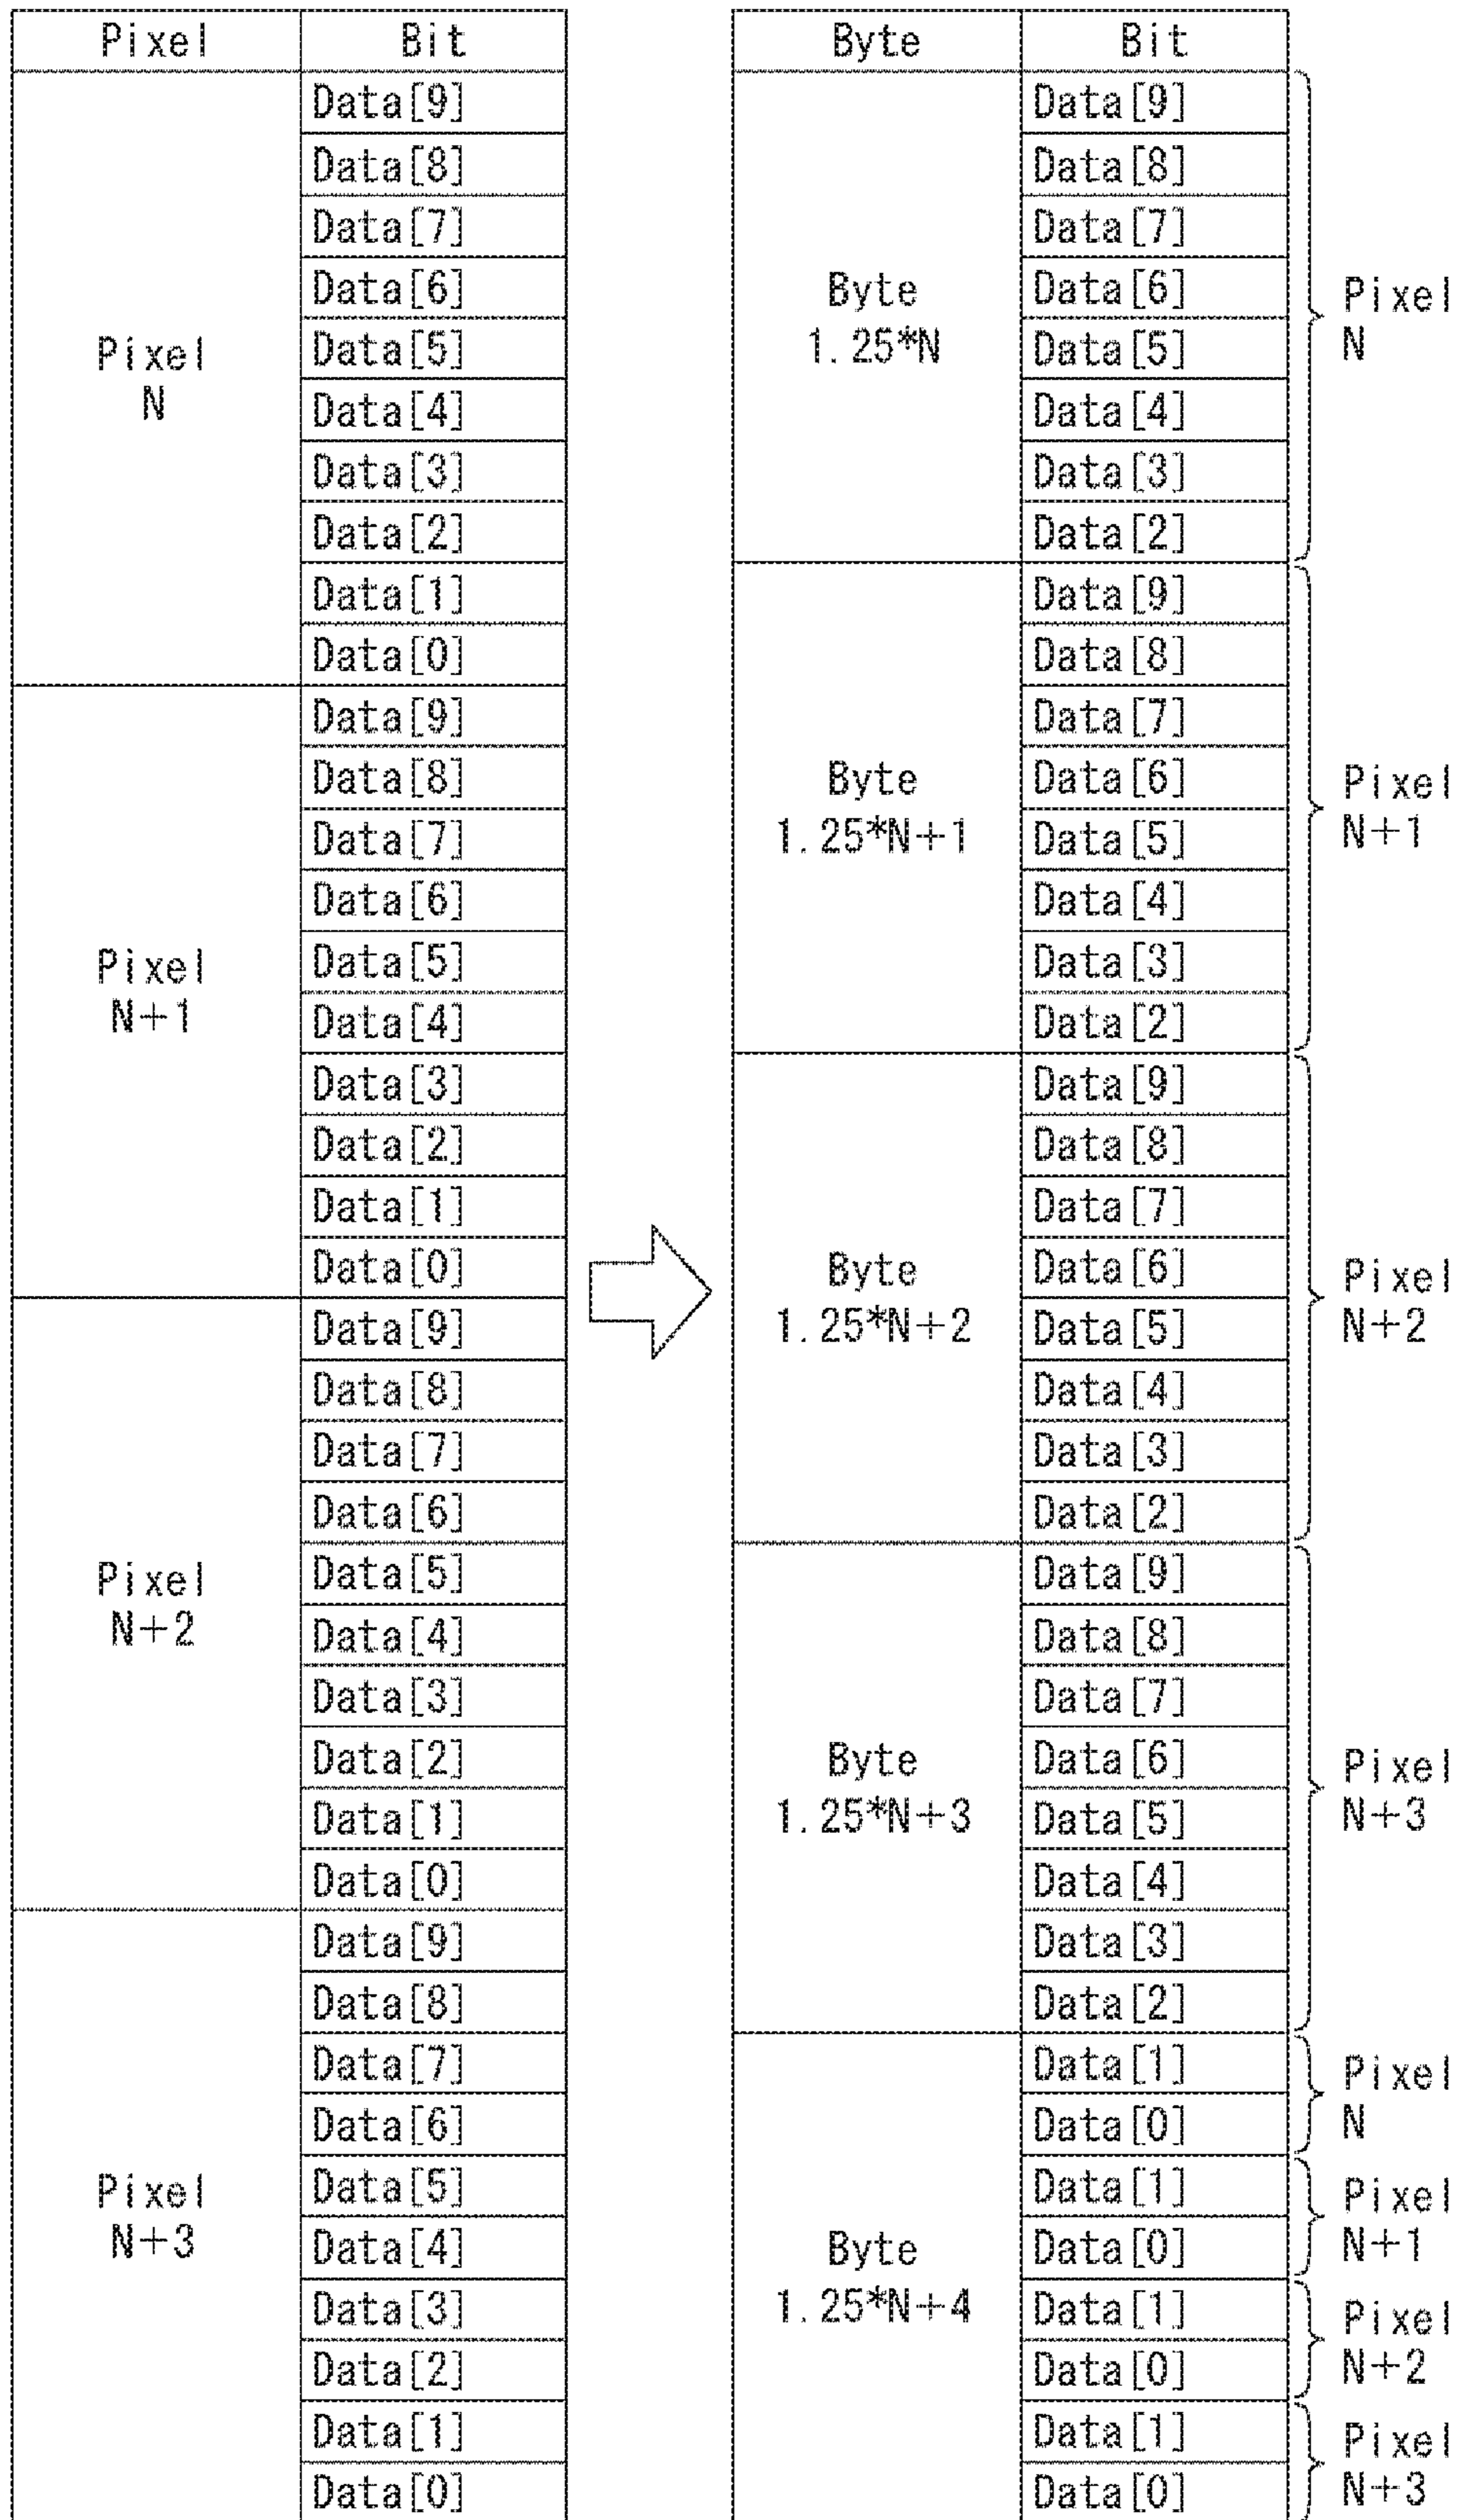 Pixel Bit
Pixel
N
Data[9]
Data[8]
Data[7]
Data[6]
Data[5]
Data[4]
Data[3]
Data[2]
Data[1]
Data[0]
Pixel
N+1
Data[9]
Data[8]
Data[7]
Data[6]
Data[5]
Data[4]
Data[3]
Data[2]
Data[1]
Data[0]
Pixel
N+2
Data[9]
Data[8]
Data[7]
Data[6]
Data[5]
Data[4]
Data[3]
Data[2]
Data[1]
Data[0]
Pixel
N+3
Data[9]
Data[8]
Data[7]
Data[6]
Data[5]
Data[4]
Data[3]
Data[2]
Data[1]
Data[0]
Byte Bit
Byte
1.25*N
Data[9]
Data[8]
Data[7]
Data[6]
Data[5]
Data[4]
Data[3]
Data[2]
Pixel
N
Byte
1.25*N+1
Data[9]
Data[8]
Data[7]
Data[6]
Data[5]
Data[4]
Data[3]
Data[2]
Pixel
N+1
Byte
1.25*N+2
Data[9]
Data[8]
Data[7]
Data[6]
Data[5]
Data[4]
Data[3]
Data[2]
Pixel
N+2
Byte
1.25*N+3
Data[9]
Data[8]
Data[7]
Data[6]
Data[5]
Data[4]
Data[3]
Data[2]
Pixel
N+3
Byte
1.25*N+4
Data[1]
Data[0]
Pixel
N
Data[1]
Data[0]
Pixel
N+1
Data[1]
Data[0]
Pixel
N+2
Data[1]
Data[0]
Pixel
N+3